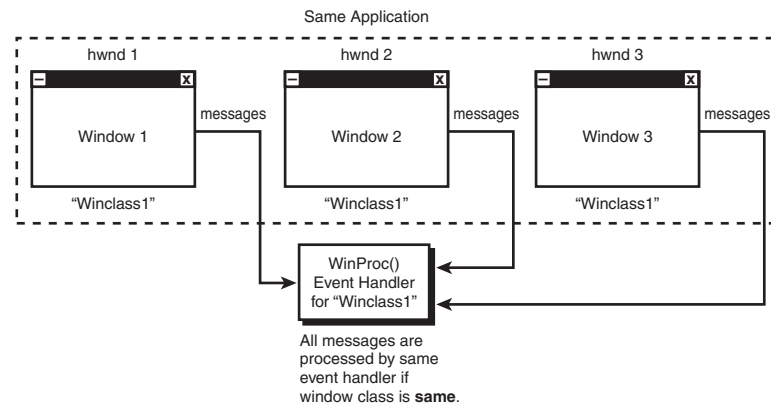 Same Application
hwnd 1
hwnd 2
hwnd 3
– X
– X
– X
Window 1
messages
Window 2
messages
Window 3
messages
“Winclass1”
“Winclass1”
“Winclass1”
WinProc()
Event Handler
for “Winclass1”
All messages are
processed by same
event handler if
window class is same.